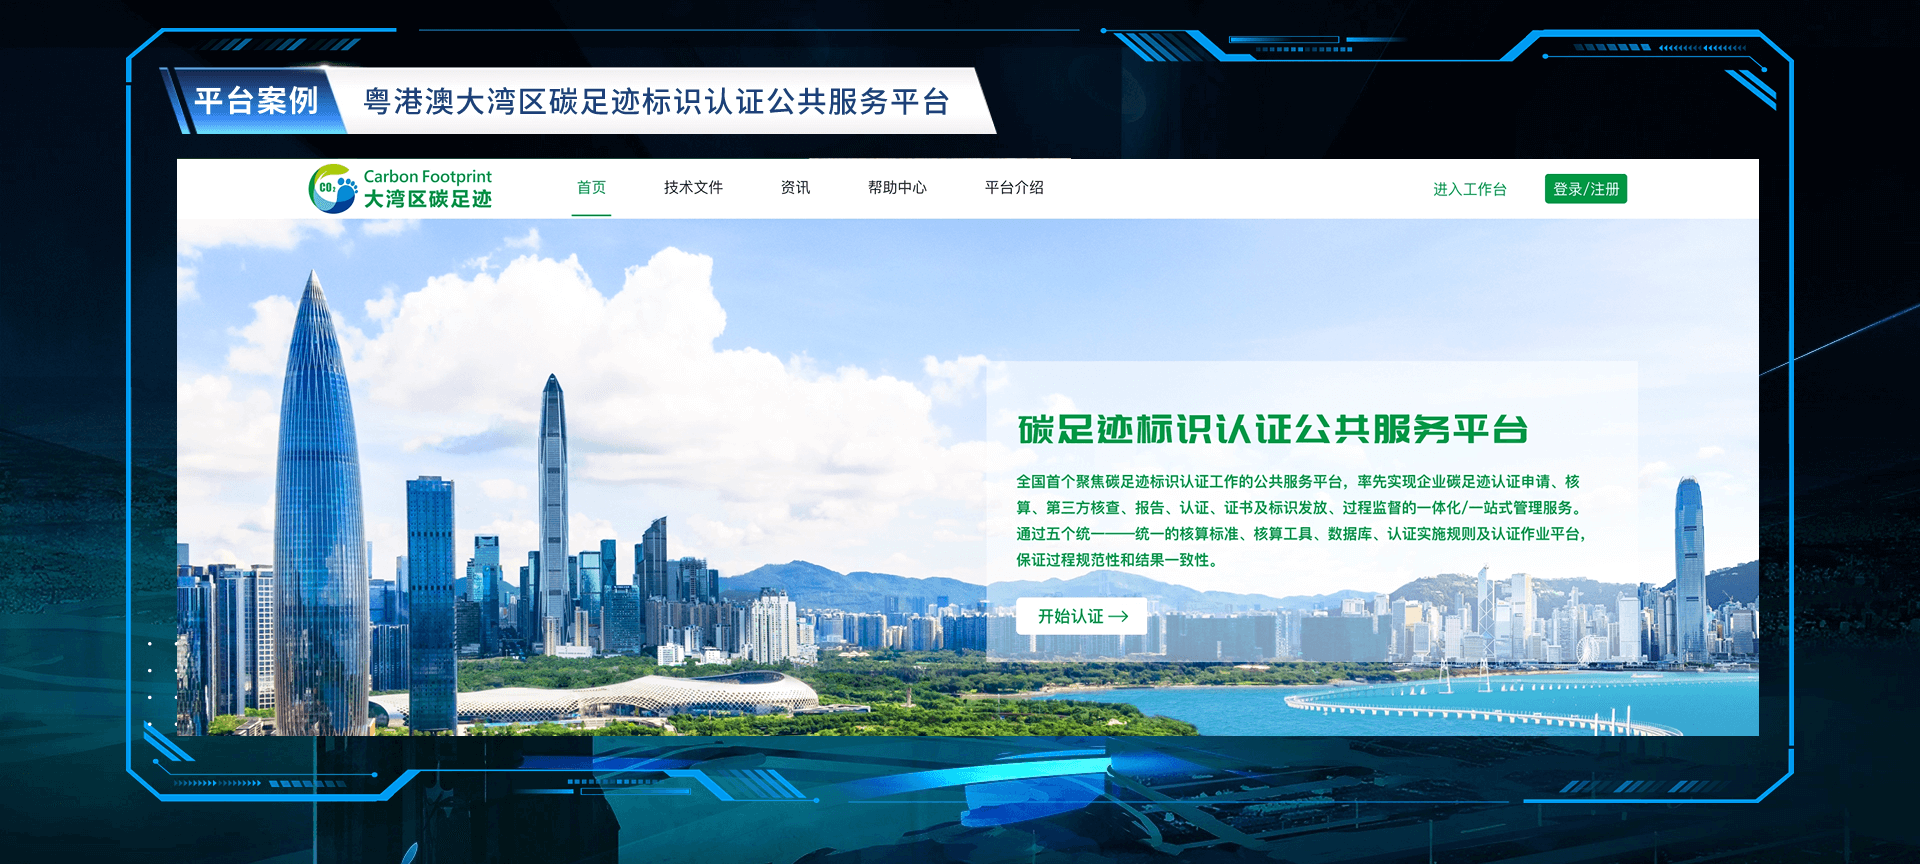 平台案例
粤港澳大湾区碳足迹标识认证公共服务平台
CO₂
Carbon Footprint
大湾区碳足迹
首页
技术文件
资讯
帮助中心
平台介绍
进入工作台
登录/注册
碳足迹标识认证公共服务平台
全国首个聚焦碳足迹标识认证工作的公共服务平台，率先实现企业碳足迹认证申请、核
算、第三方核查、报告、认证、证书及标识发放、过程监督的一体化/一站式管理服务。
通过五个统一——统一的核算标准、核算工具、数据库、认证实施规则及认证作业平台，
保证过程规范性和结果一致性。
开始认证→